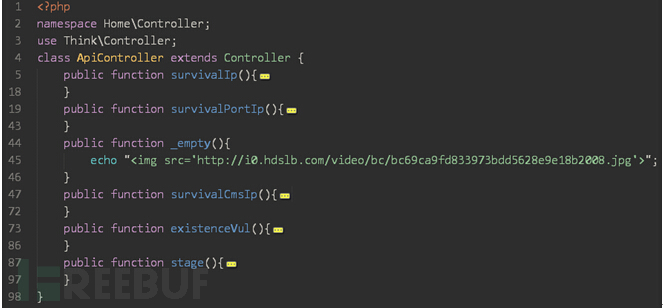 1 <?php
2 namespace Home\Controller;
3 use Think\Controller;
4 class ApiController extends Controller {
5 public function survivalIp(){
18 }
19 public function survivalPortIp(){
43 }
44 public function _empty(){
45 echo "<img src='http://i0.hdslb.com/video/bc/bc69ca9fd833973bdd5628e9e18b2008.jpg'>";
46 }
47 public function survivalCmsIp(){
72 }
73 public function existenceVul(){
86 }
87 public function stage(){
97 }
98 }
FREEBUF